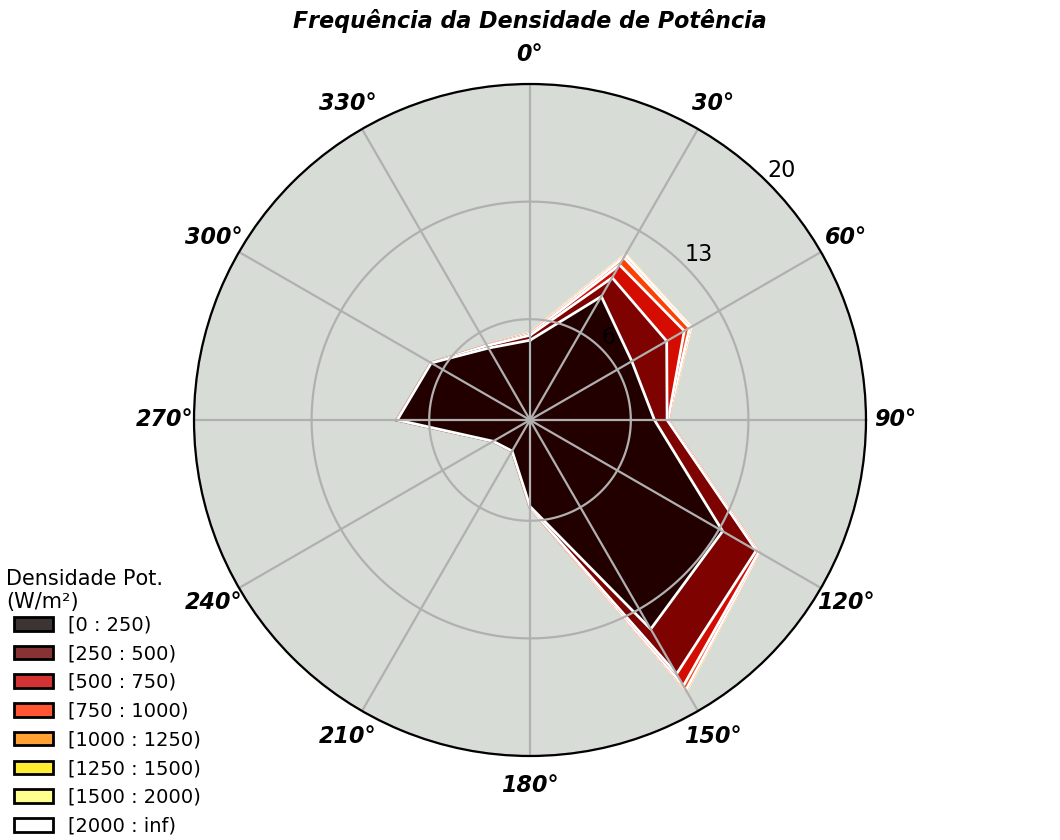 Frequência da Densidade de Potência
0°
330°
30°
20
300°
60°
13
6
270°
90°
240°
120°
210°
150°
180°
Densidade Pot.
(W/m²)
[0 : 250)
[250 : 500)
[500 : 750)
[750 : 1000)
[1000 : 1250)
[1250 : 1500)
[1500 : 2000)
[2000 : inf)